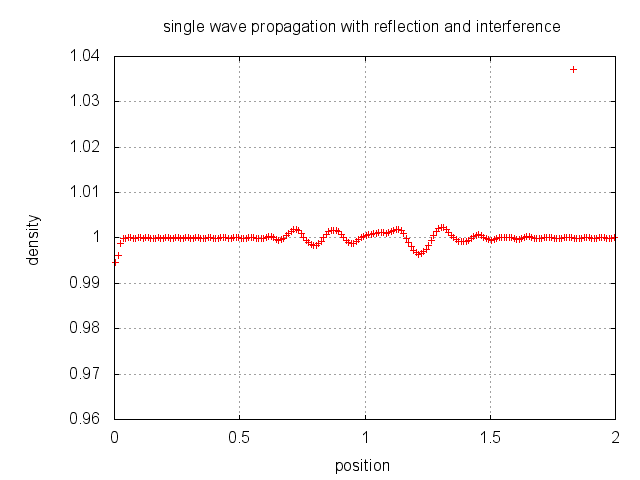 single wave propagation with reflection and interference
1.04
1.03
1.02
1.01
1
0.99
0.98
0.97
0.96
density
0 0.5 1 1.5 2
position